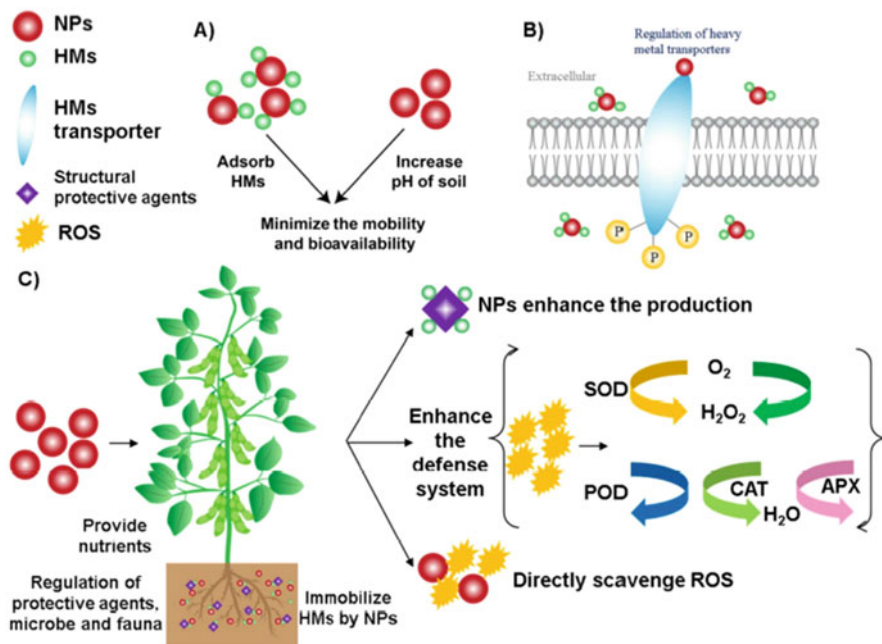 NPs
HMs
HMs
transporter
Structural
protective agents
ROS
A)
Adsorb
HMs
Increase
pH of soil
Minimize the mobility
and bioavailability
B)
Regulation of heavy
metal transporters
Extracellular
P
P
P
C)
Provide
nutrients
Regulation of
protective agents,
microbe and fauna
Immobilize
HMs by NPs
NPs enhance the production
Enhance
the
defense
system
SOD
O2
H2O2
POD
CAT
H2O
APX
Directly scavenge ROS